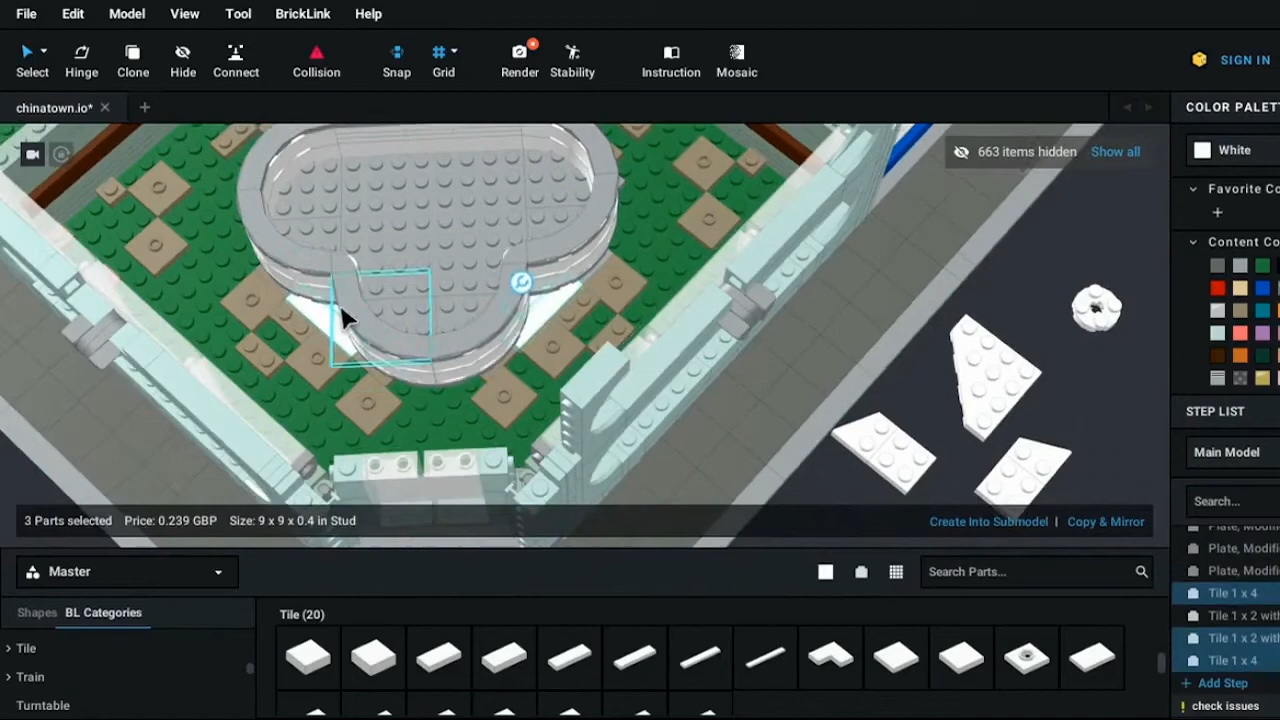 File Edit Model View Tool BrickLink Help
Select Hinge Clone Hide Connect Collision Snap Grid Render Stability Instruction Mosaic SIGN IN
chinatown.io* COLOR PALET
663 items hidden Show all
White
Favorite Co
Content Co
STEP LIST
Main Model
Search...
Plate, Modifi
Plate, Modifi
Plate, Modifi
Tile 1 x 4
Tile 1 x 2 with
Tile 1 x 2 with
Tile 1 x 4
+ Add Step
check issues
3 Parts selected Price: 0.239 GBP Size: 9 x 9 x 0.4 in Stud Create Into Submodel | Copy & Mirror
Master Search Parts...
Shapes BL Categories Tile (20)
Tile
Train
Turntable